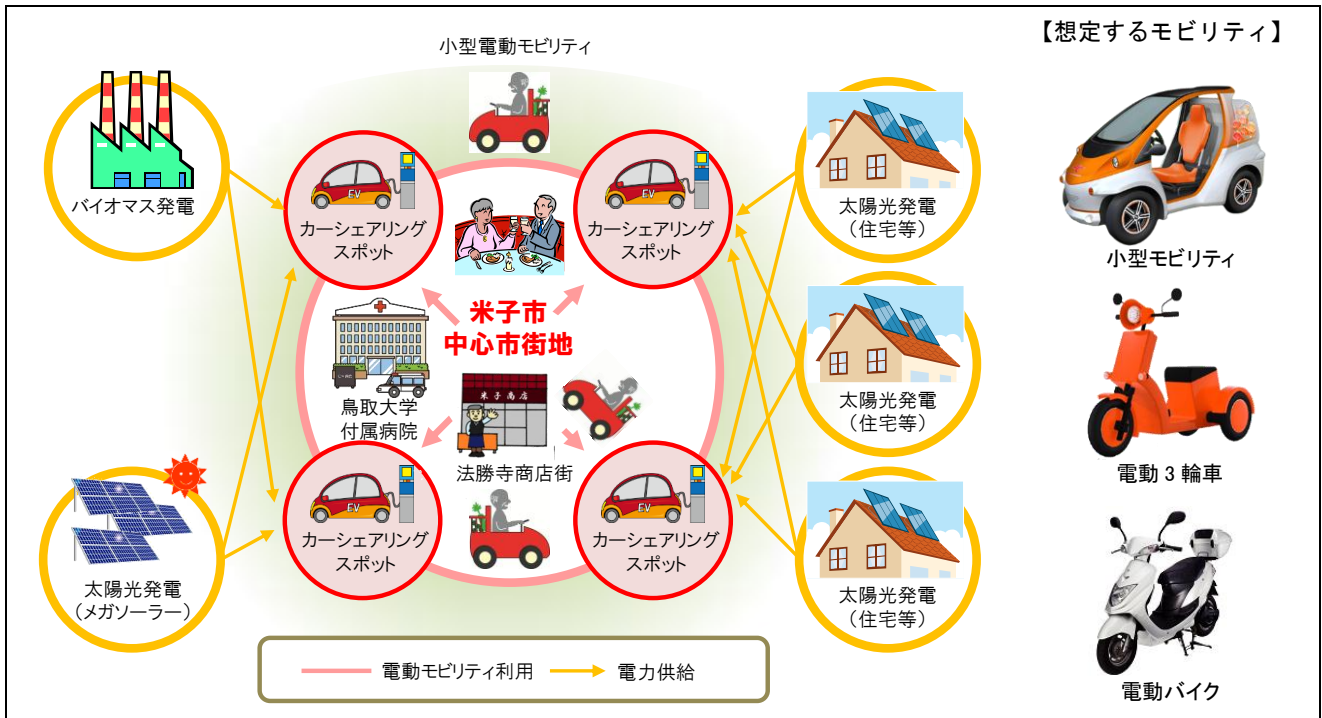 【想定するモビリティ】
小型電動モビリティ
バイオマス発電
EV
カーシェアリング
スポット
EV
カーシェアリング
スポット
太陽光発電
（住宅等）
小型モビリティ
米子市
中心市街地
鳥取大学
付属病院
米子商店
法勝寺商店街
太陽光発電
（住宅等）
電動３輪車
太陽光発電
（メガソーラー）
EV
カーシェアリング
スポット
EV
カーシェアリング
スポット
太陽光発電
（住宅等）
電動バイク
電動モビリティ利用
電力供給